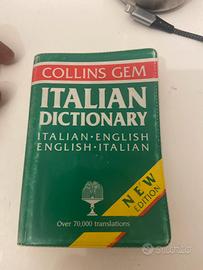 COLLINS GEM
ITALIAN
DICTIONARY
ITALIAN·ENGLISH
ENGLISH·ITALIAN
NEW
EDITION
Over 70,000 translations